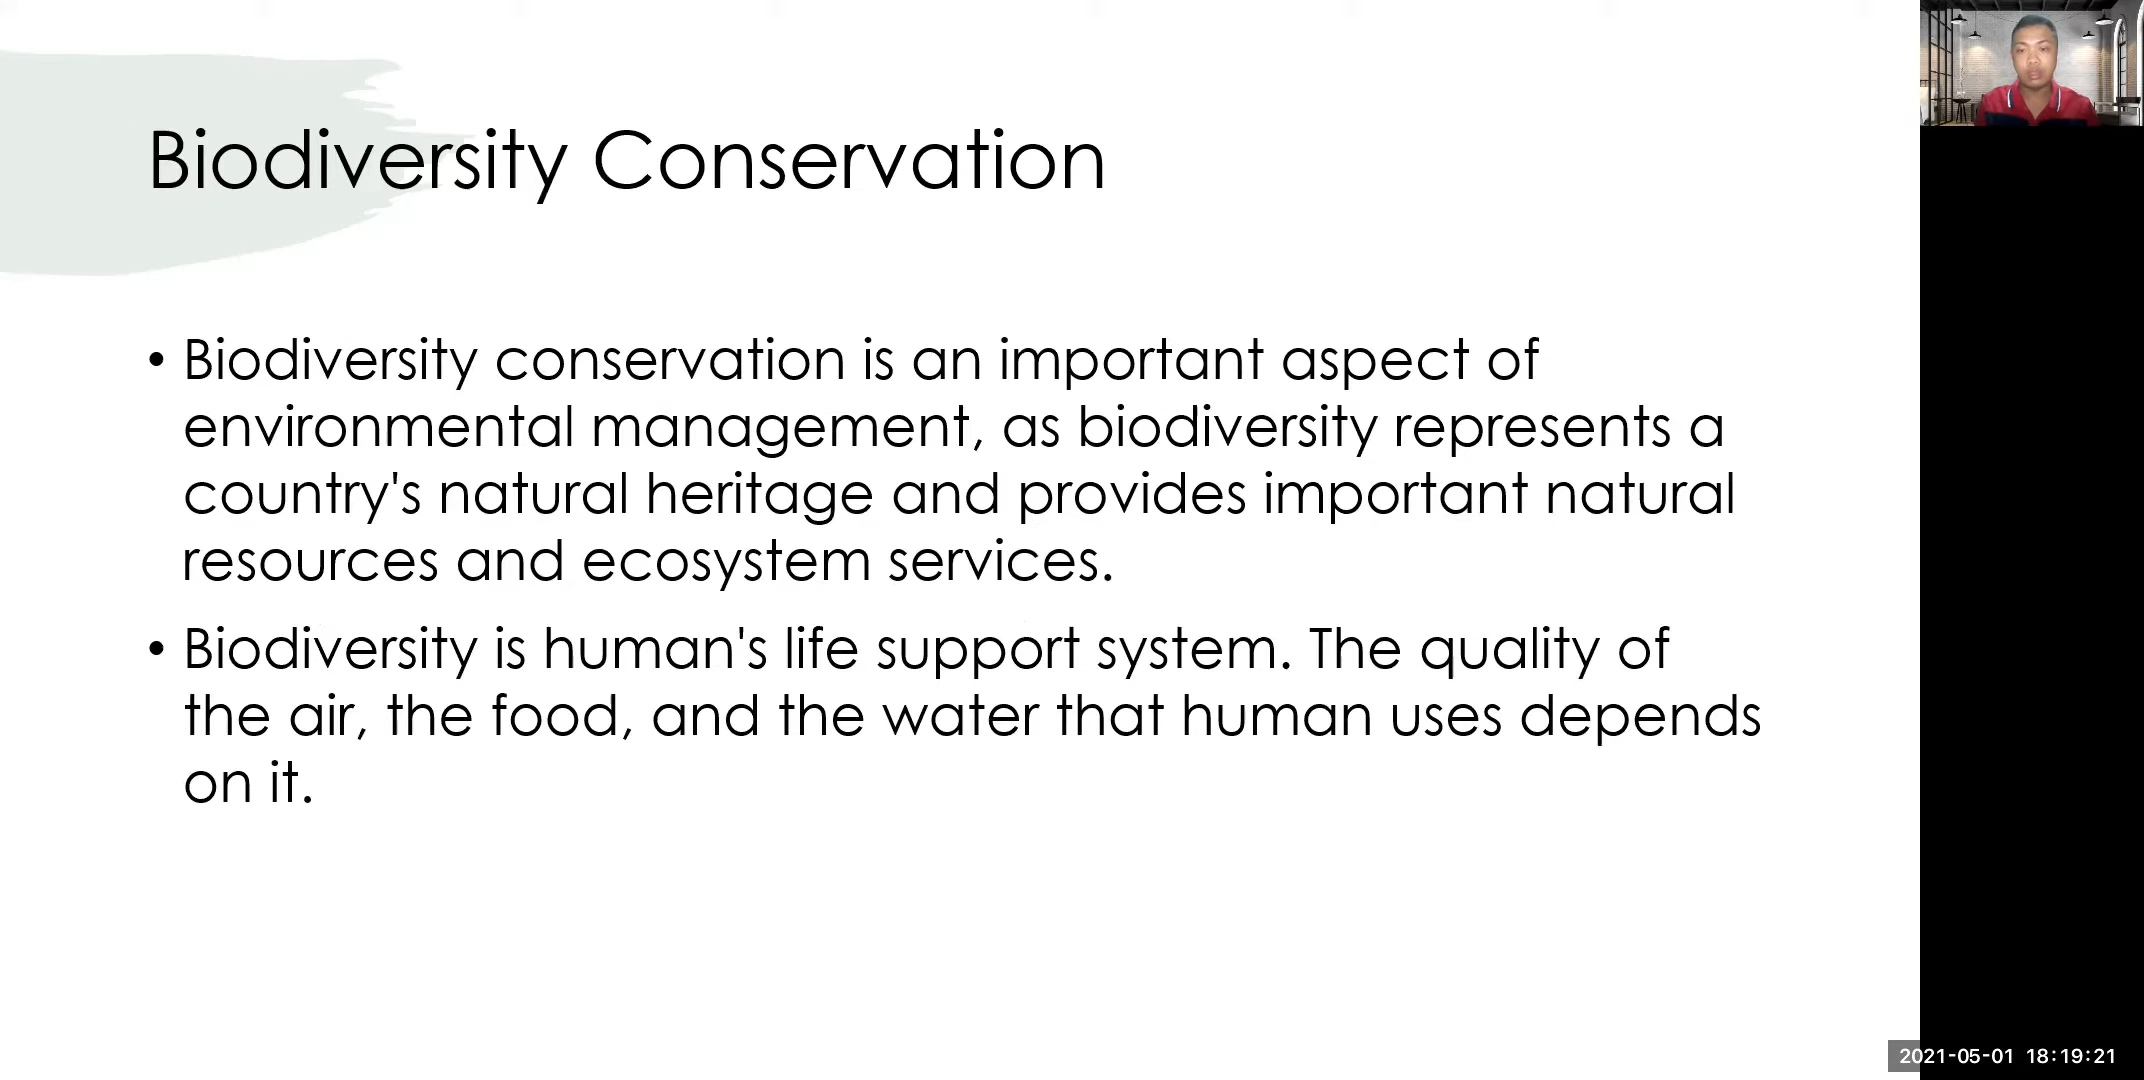 Biodiversity Conservation
• Biodiversity conservation is an important aspect of
environmental management, as biodiversity represents a
country's natural heritage and provides important natural
resources and ecosystem services.
• Biodiversity is human's life support system. The quality of
the air, the food, and the water that human uses depends
on it.
2021-05-01 18:19:21